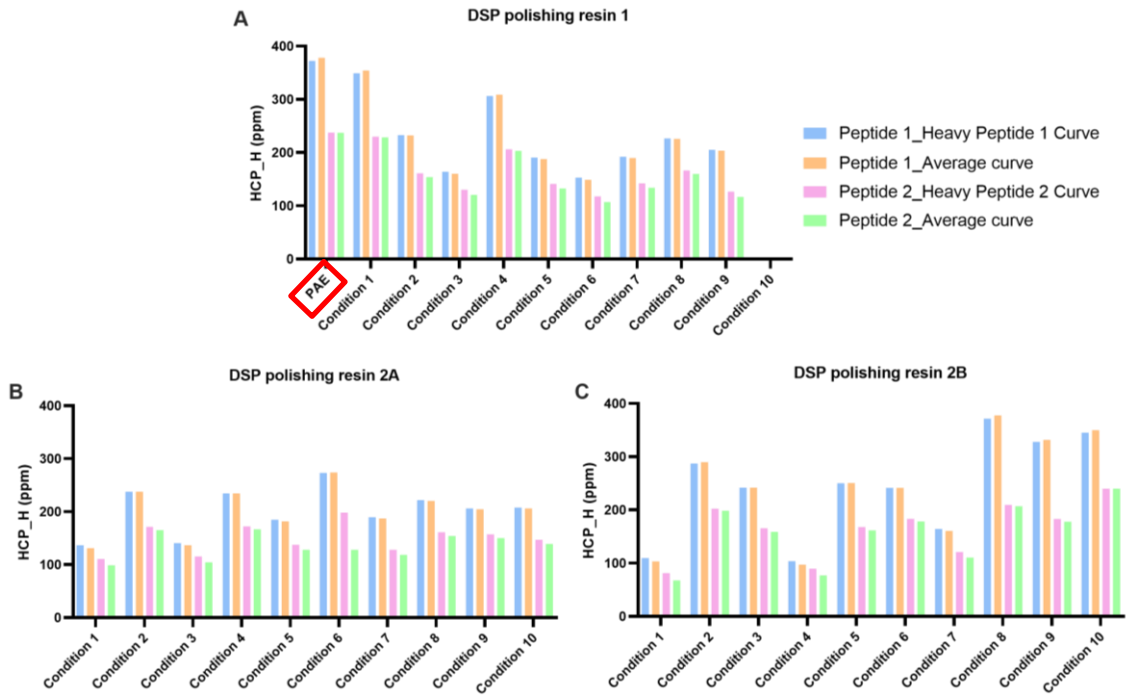 A
DSP polishing resin 1
HCP_H (ppm)
400
300
200
100
0
PAE
Condition 1
Condition 2
Condition 3
Condition 4
Condition 5
Condition 6
Condition 7
Condition 8
Condition 9
Condition 10
Peptide 1_Heavy Peptide 1 Curve
Peptide 1_Average curve
Peptide 2_Heavy Peptide 2 Curve
Peptide 2_Average curve
B
DSP polishing resin 2A
HCP_H (ppm)
400
300
200
100
0
Condition 1
Condition 2
Condition 3
Condition 4
Condition 5
Condition 6
Condition 7
Condition 8
Condition 9
Condition 10
C
DSP polishing resin 2B
HCP_H (ppm)
400
300
200
100
0
Condition 1
Condition 2
Condition 3
Condition 4
Condition 5
Condition 6
Condition 7
Condition 8
Condition 9
Condition 10